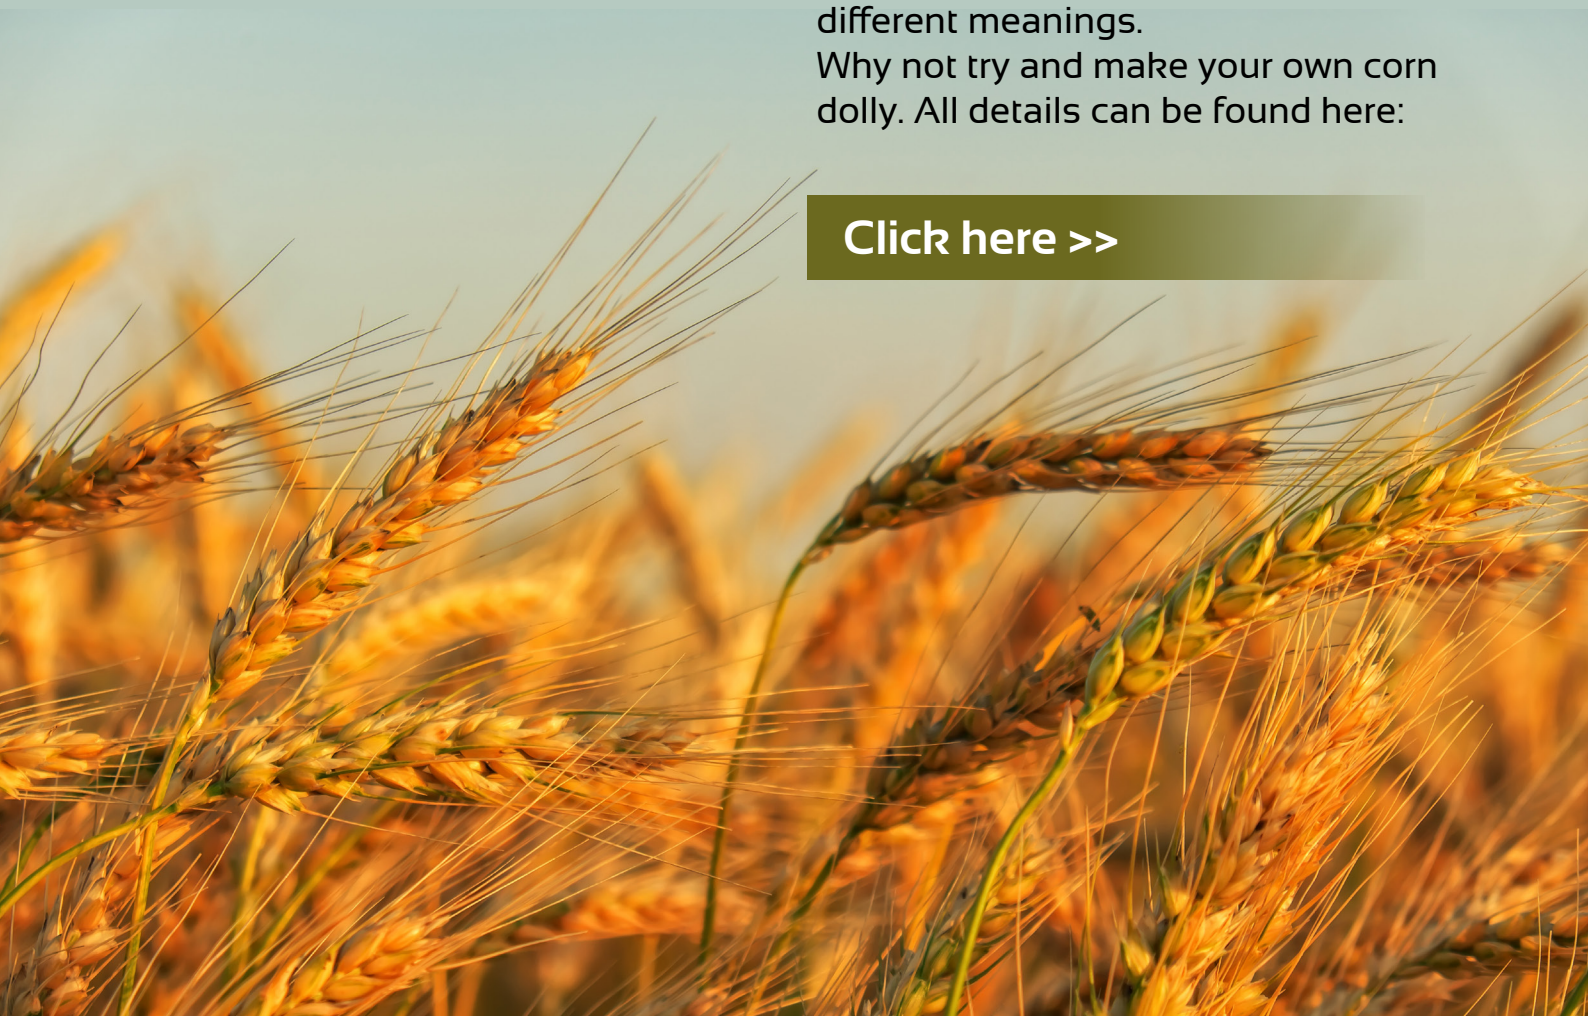 different meanings.
Why not try and make your own corn
dolly. All details can be found here:
Click here >>